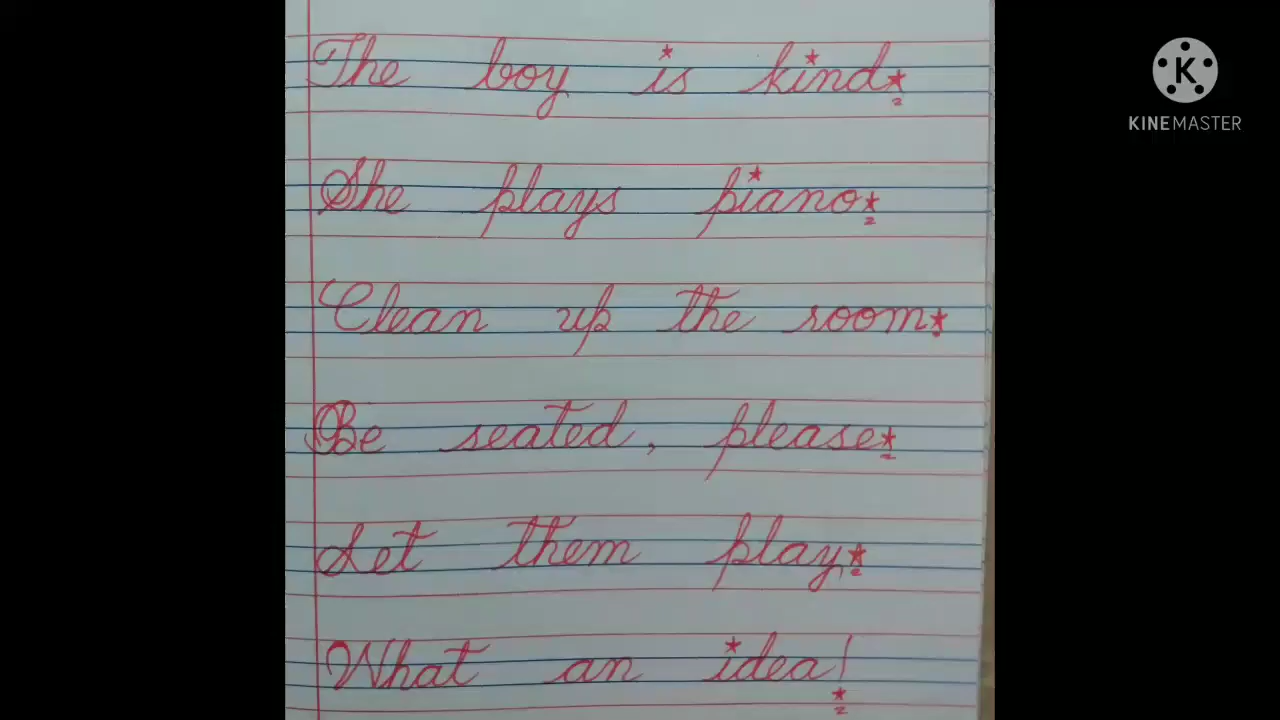 The boy is kind.
She plays piano.
Clean up the room.
Be seated, please.
Let them play.
What an idea!
K
KINEMASTER